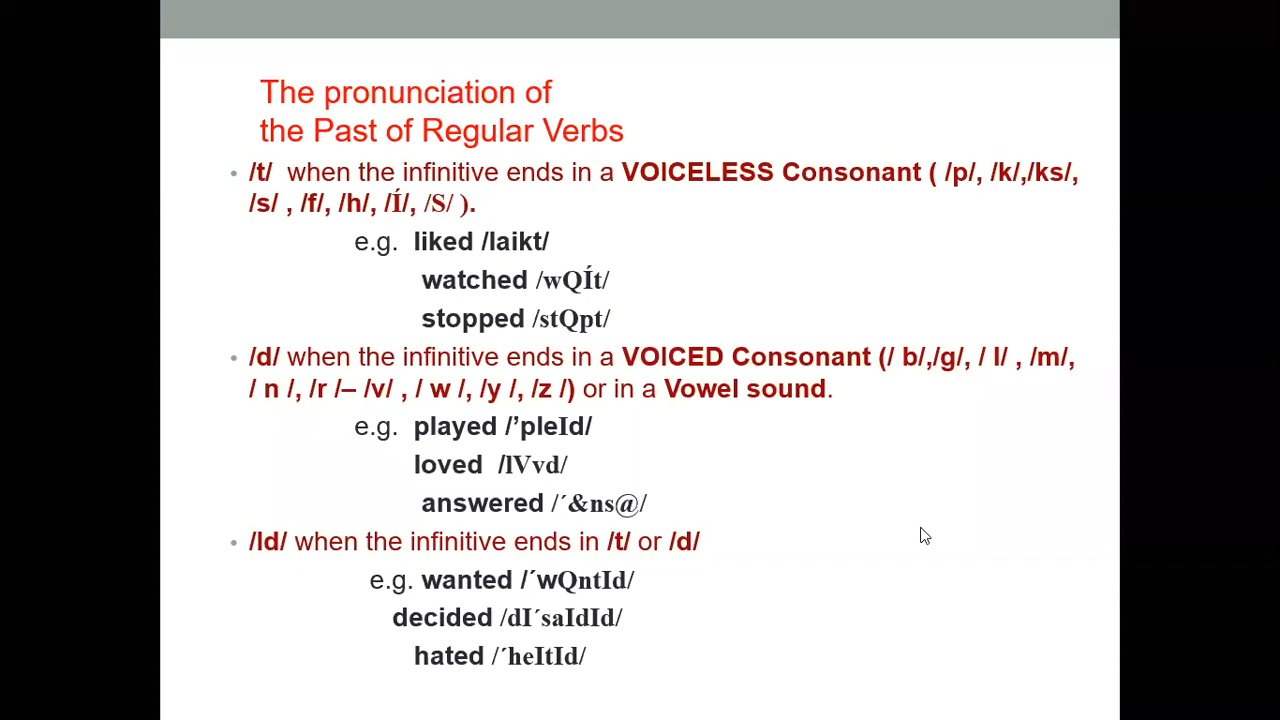 The pronunciation of
the Past of Regular Verbs
• /t/ when the infinitive ends in a VOICELESS Consonant ( /p/, /k/,/ks/,
/s/ , /f/, /h/, /Í/, /S/ ).
e.g. liked /laikt/
watched /wQÍt/
stopped /stQpt/
• /d/ when the infinitive ends in a VOICED Consonant (/ b/,/g/, / l/ , /m/,
/ n /, /r /– /v/ , / w /, /y /, /z /) or in a Vowel sound.
e.g. played /’pleId/
loved /lVvd/
answered /´&ns@/
• /Id/ when the infinitive ends in /t/ or /d/
e.g. wanted /´wQntId/
decided /dI´saIdId/
hated /´heItId/